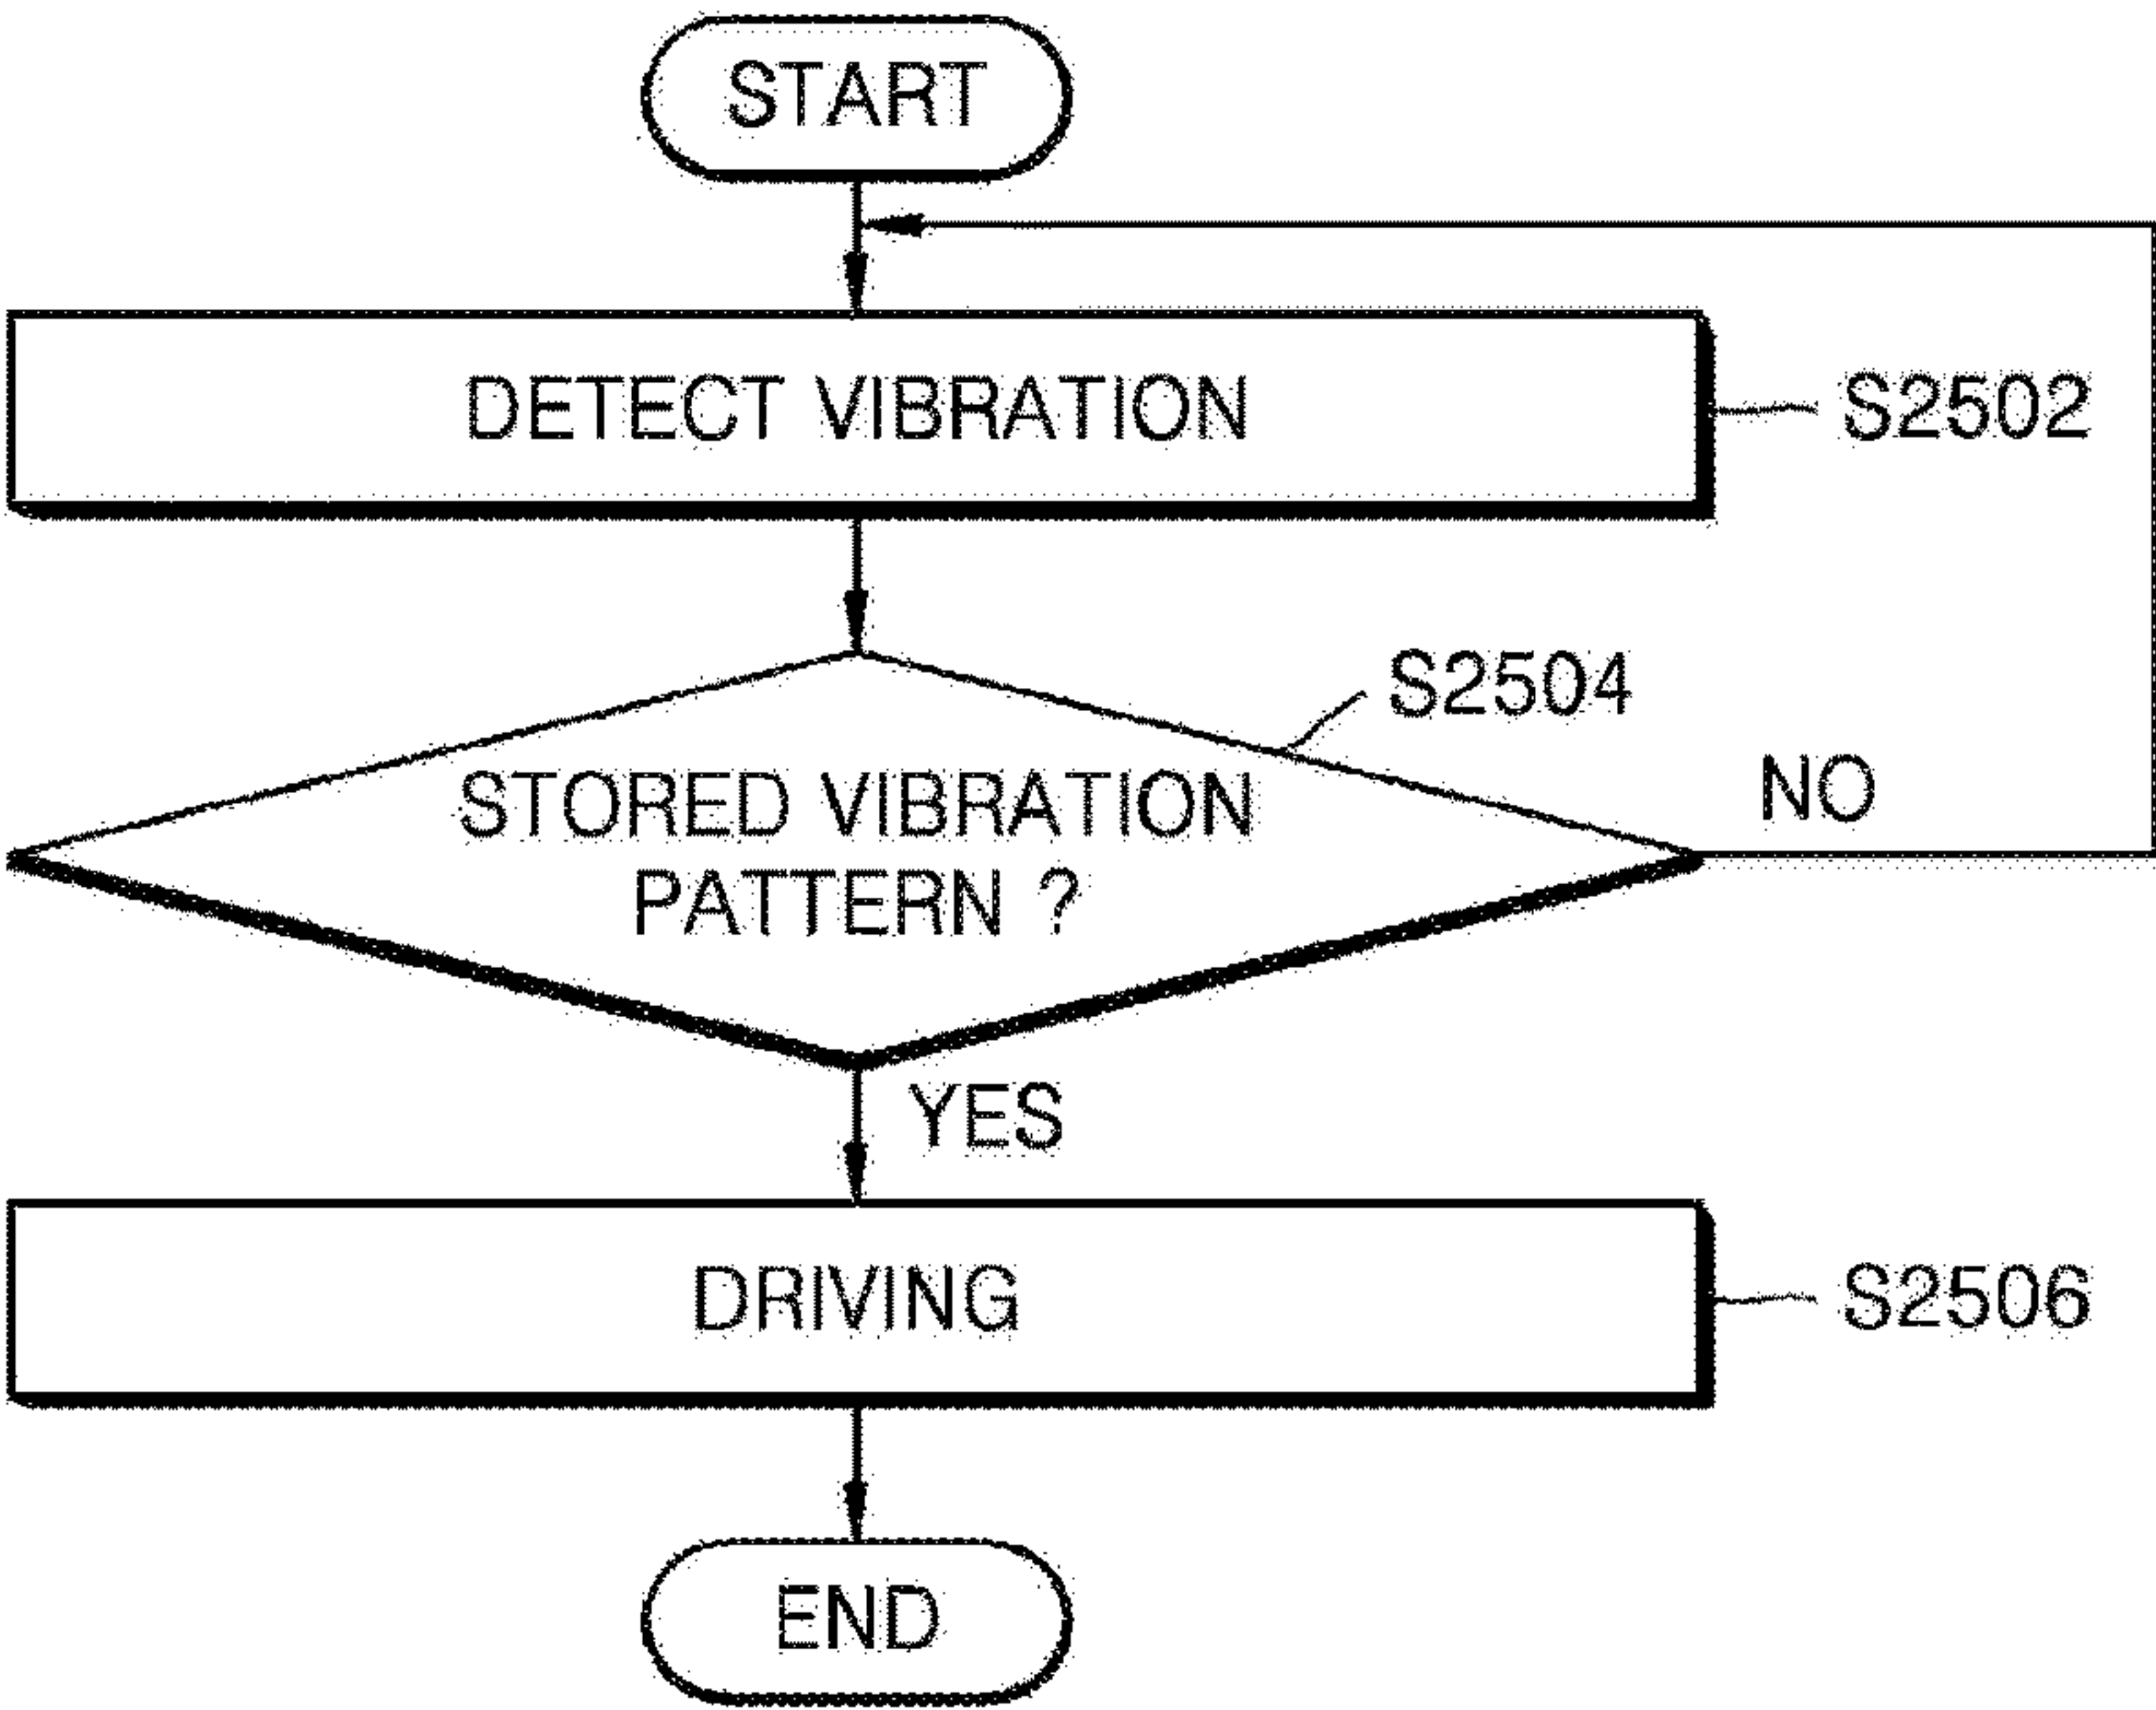 START
DETECT VIBRATION
S2502
S2504
STORED VIBRATION
PATTERN ?
NO
YES
DRIVING
S2506
END